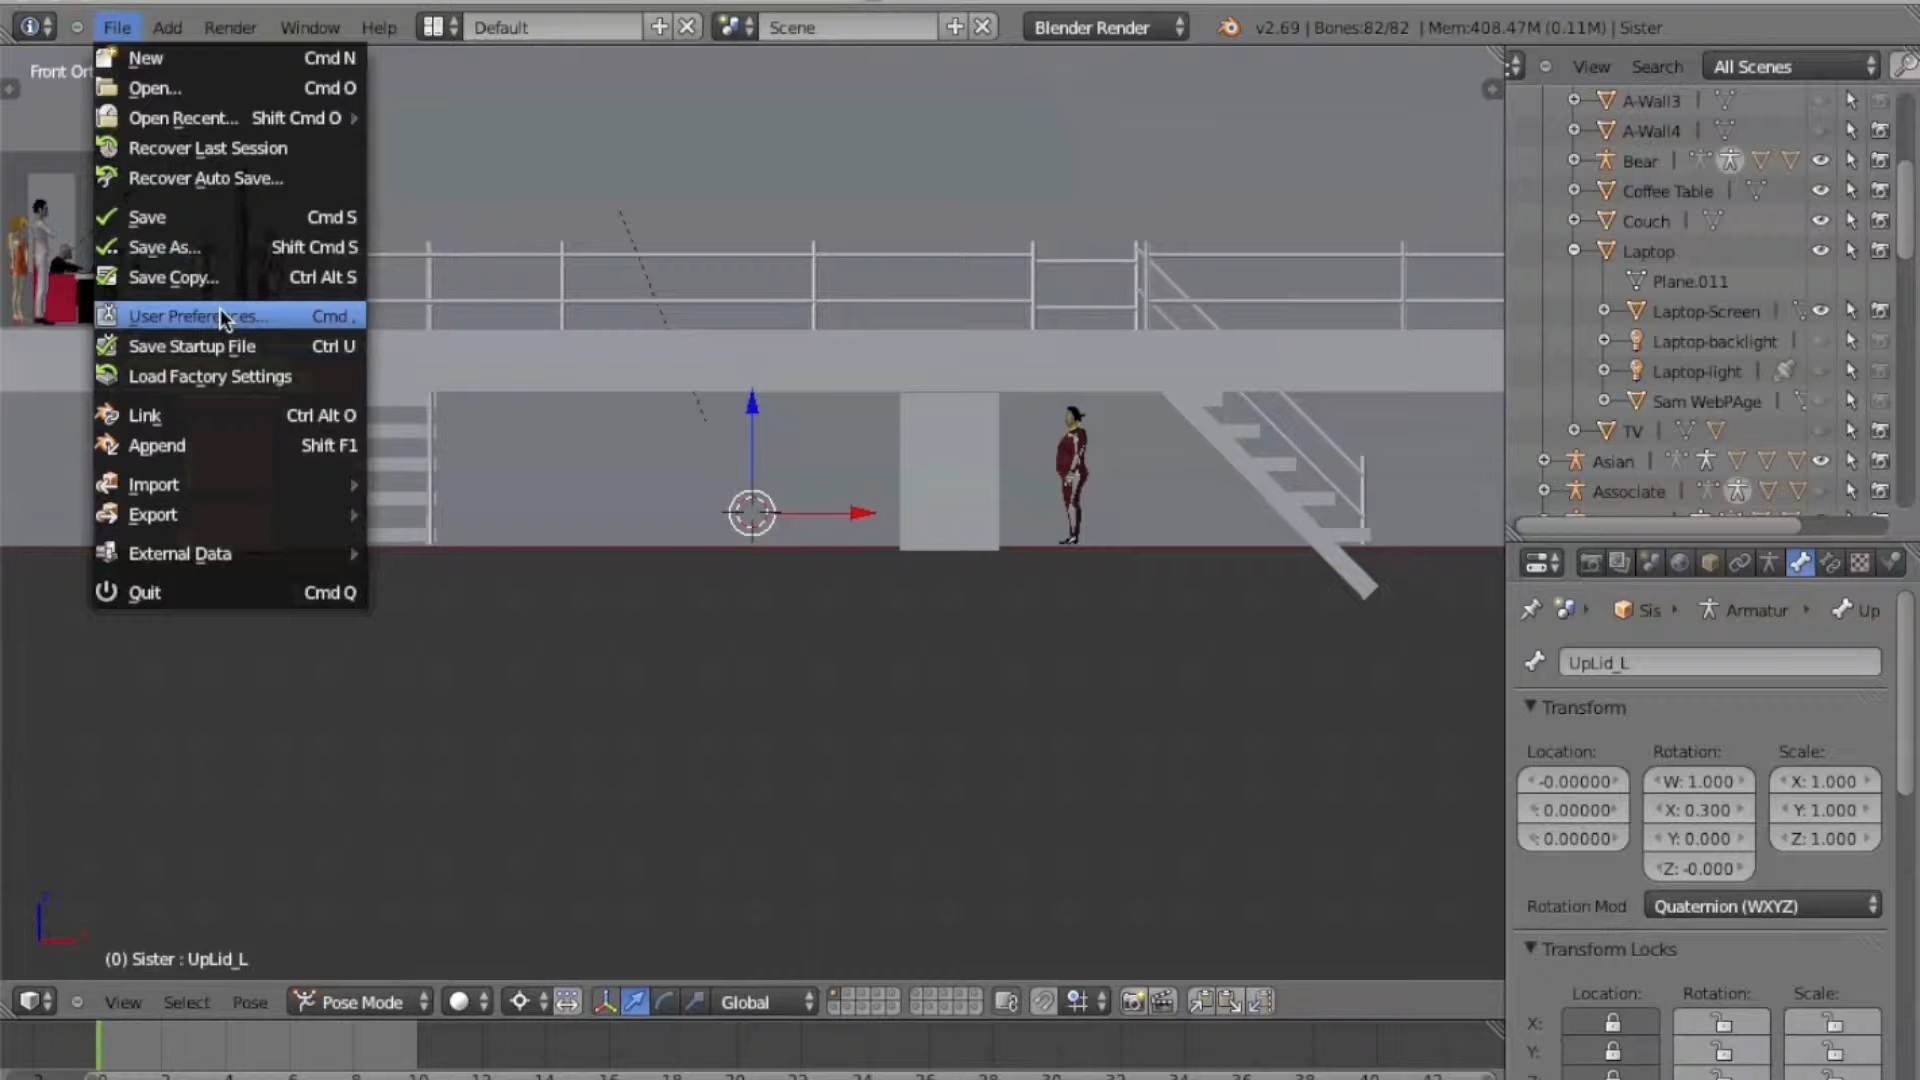 File Add Render Window Help Default Scene Blender Render v2.69 | Bones:82/82 | Mem:408.47M (0.11M) | Sister
Front Ort
New Cmd N
Open... Cmd O
Open Recent... Shift Cmd O
Recover Last Session
Recover Auto Save...
Save Cmd S
Save As... Shift Cmd S
Save Copy... Ctrl Alt S
User Preferences... Cmd ,
Save Startup File Ctrl U
Load Factory Settings
Link Ctrl Alt O
Append Shift F1
Import
Export
External Data
Quit Cmd Q
View Search All Scenes
A-Wall3
A-Wall4
Bear
Coffee Table
Couch
Laptop
Plane.011
Laptop-Screen
Laptop-backlight
Laptop-light
Sam WebPAge
TV
Asian
Associate
Sis Armatur Up
UpLid_L
Transform
Location: Rotation: Scale:
-0.00000 W: 1.000 X: 1.000
: 0.00000 X: 0.300 Y: 1.000
: 0.00000 Y: 0.000 Z: 1.000
Z: -0.000
Rotation Mod Quaternion (WXYZ)
Transform Locks
Location: Rotation: Scale:
X:
Y:
(0) Sister : UpLid_L
View Select Pose Pose Mode Global